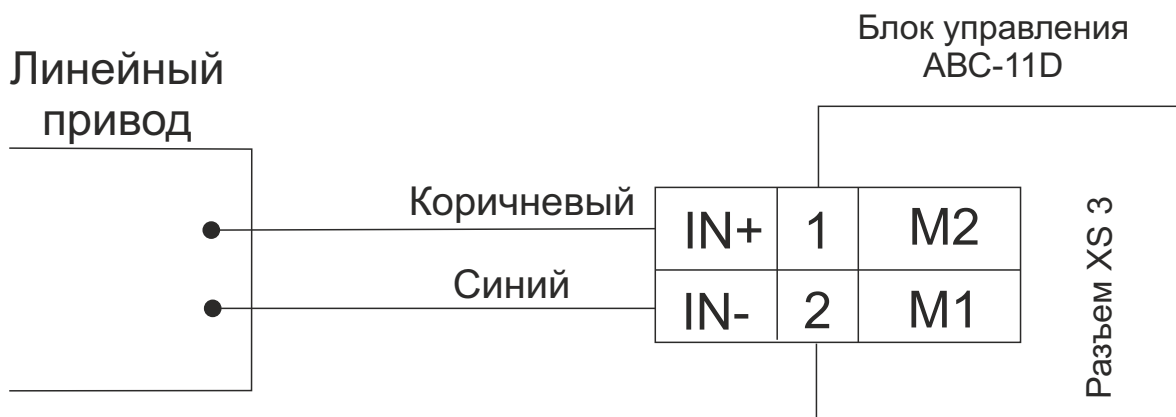 Блок управления
ABC-11D
Линейный
привод
Коричневый
IN+ 1 M2
Синий
IN- 2 M1
Разъем XS 3